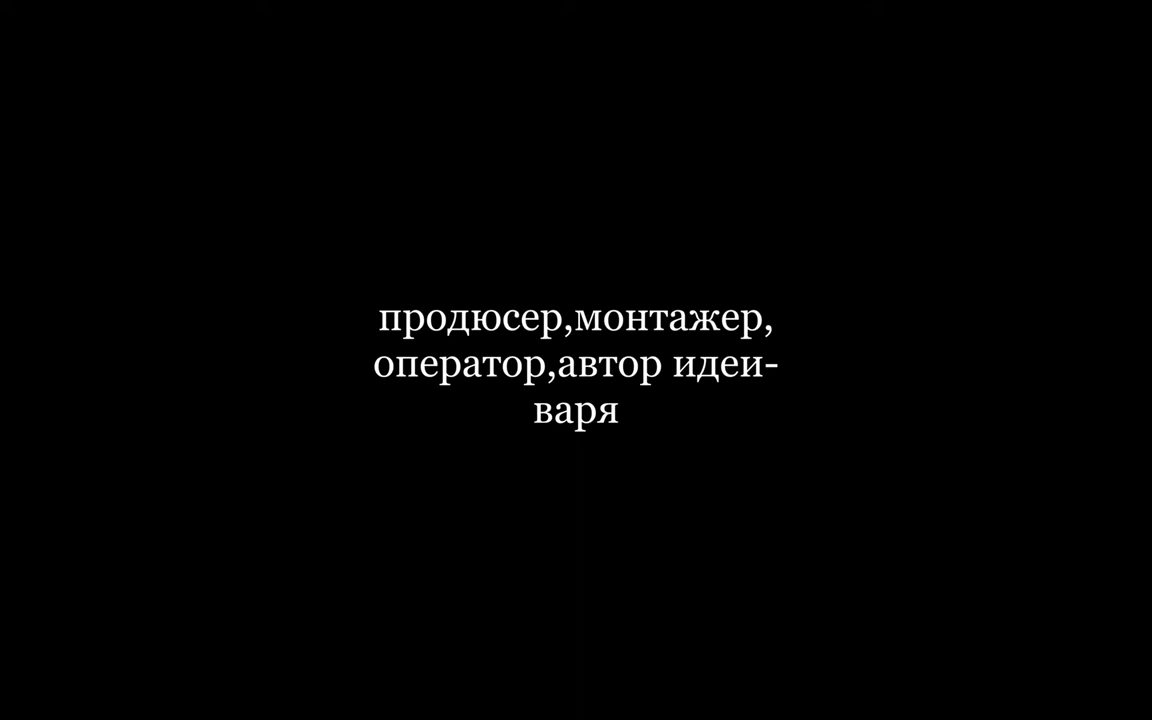 продюсер,монтажер,
оператор,автор идеи-
варя